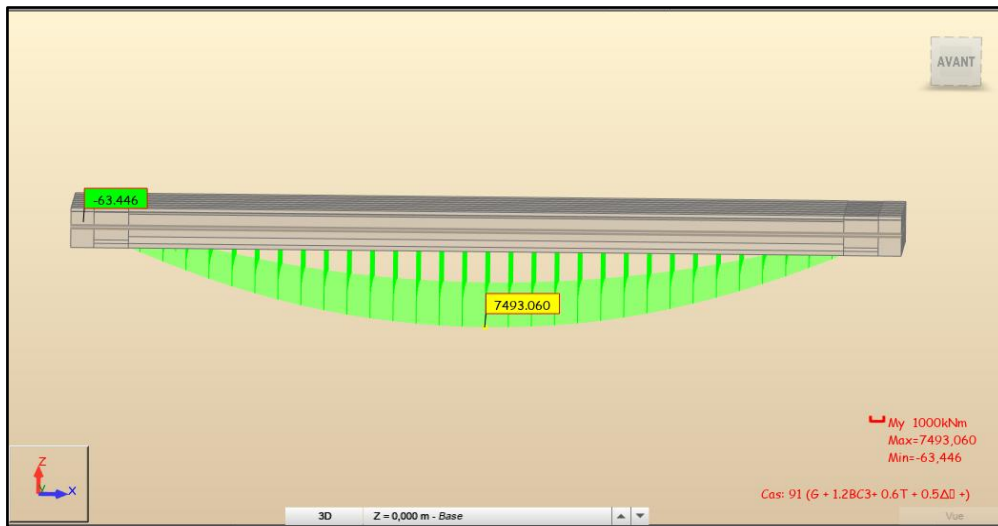 AVANT
-63.446
7493.060
My 1000kNm
Max=7493,060
Min=-63,446
Cas: 91 (G + 1.2BC3+ 0.6T + 0.5Δ▯ +)
Z
Y
X
3D Z = 0,000 m - Base
Vue